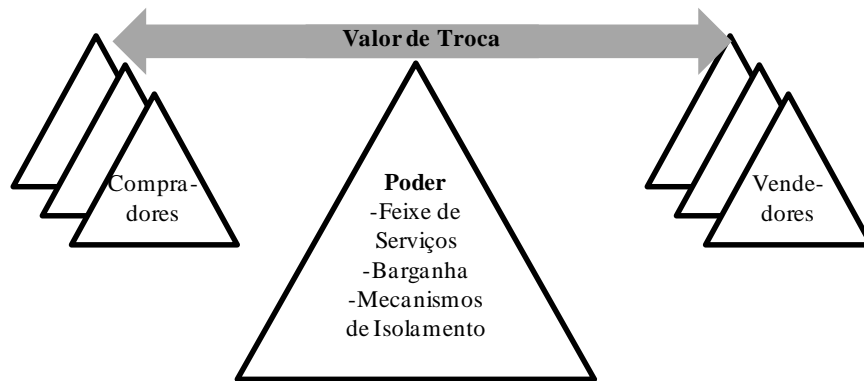 Valor de Troca
Compra-
dores
Poder
-Feixe de
Serviços
-Barganha
-Mecanismos
de Isolamento
Vende-
dores